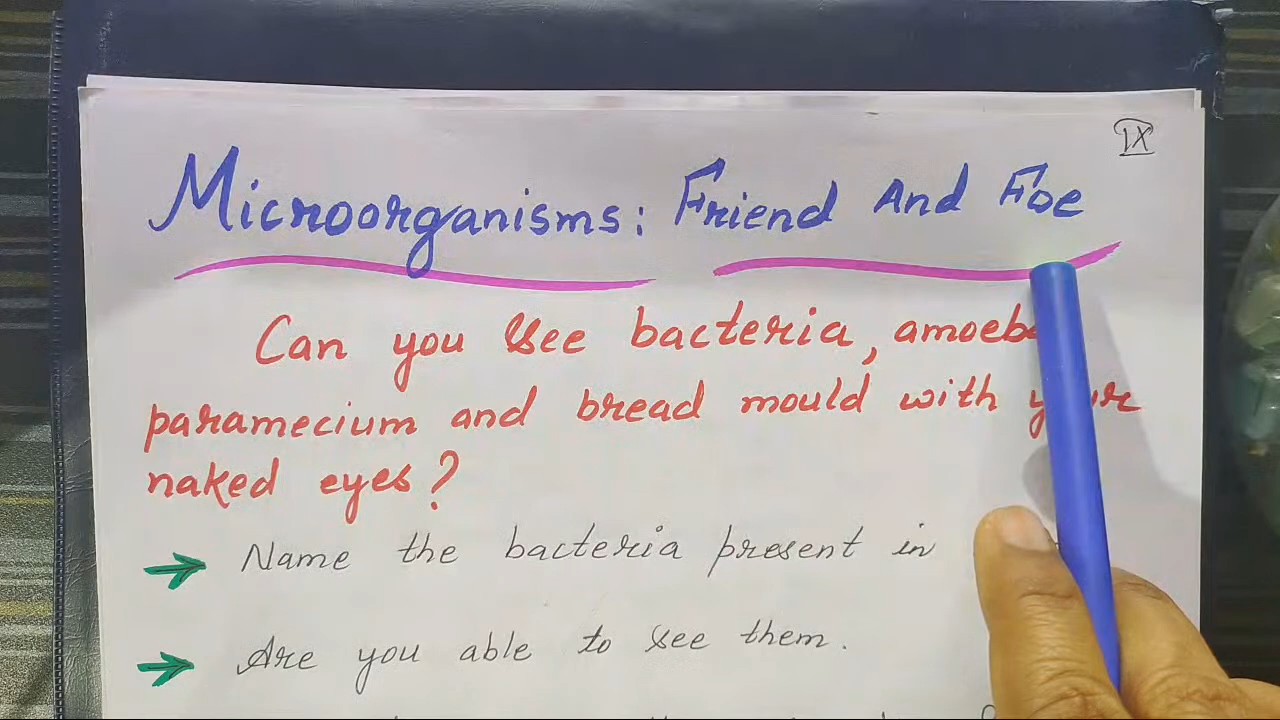 IX
Microorganisms: Friend And Foe
Can you see bacteria, amoeba
paramecium and bread mould with your
naked eyes?
Name the bacteria present in
Are you able to see them.